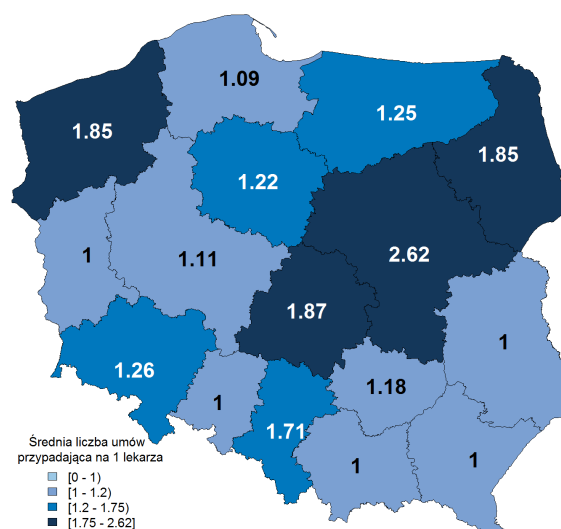 1.09
1.25
1.85
1.85
1.22
1
1.11
2.62
1.87
1
1.26
1.18
1
1.71
1
1
Średnia liczba umów
przypadająca na 1 lekarza
[0 - 1)
[1 - 1.2)
[1.2 - 1.75)
[1.75 - 2.62]